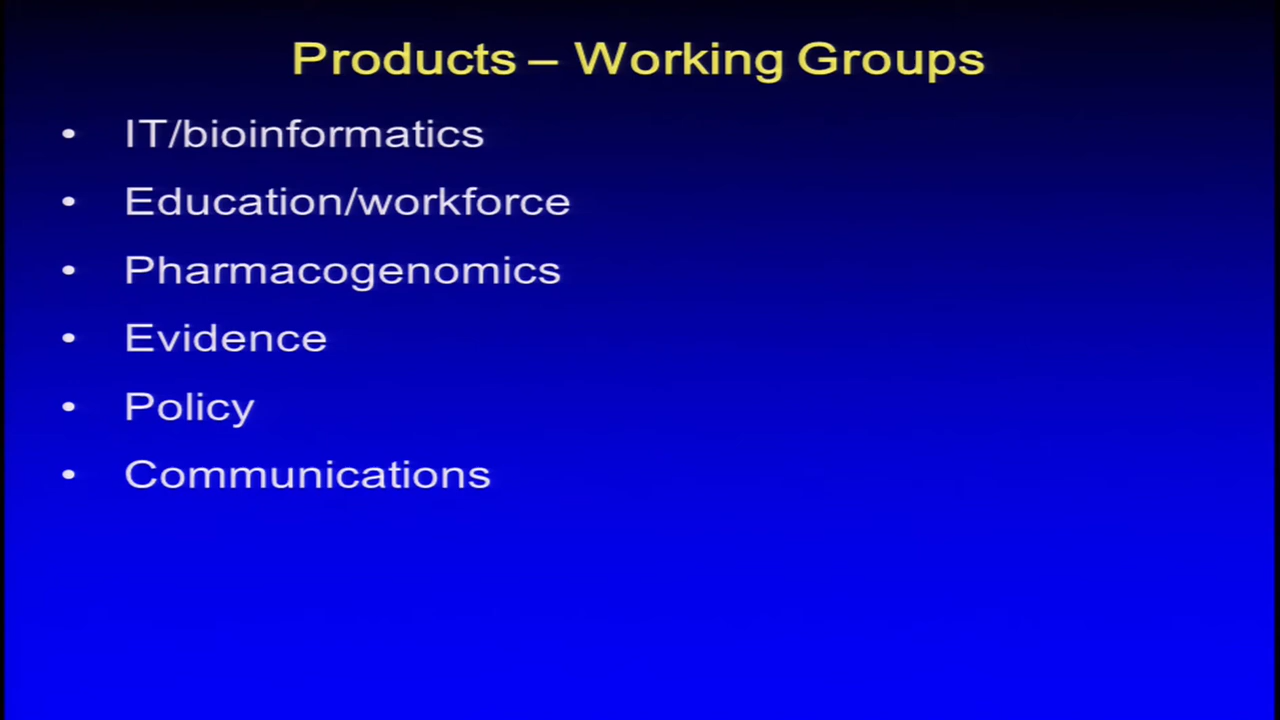 Products – Working Groups
• IT/bioinformatics
• Education/workforce
• Pharmacogenomics
• Evidence
• Policy
• Communications